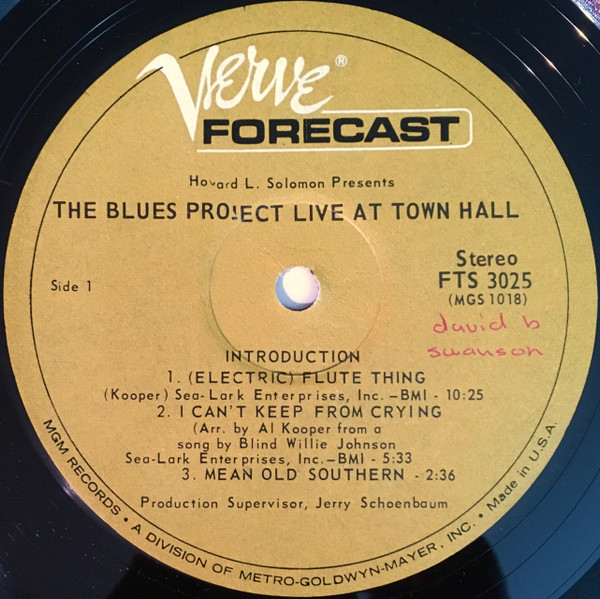 Verve®
FORECAST
Howard L. Solomon Presents
THE BLUES PROJECT LIVE AT TOWN HALL
Side 1
Stereo
FTS 3025
(MGS 1018)
david b
swanson
INTRODUCTION
1. (ELECTRIC) FLUTE THING
(Kooper) Sea-Lark Enterprises, Inc. -BMI - 10:25
2. I CAN'T KEEP FROM CRYING
(Arr. by Al Kooper from a
song by Blind Willie Johnson
Sea-Lark Enterprises, Inc.-BMI - 5:33
3. MEAN OLD SOUTHERN - 2:36
Production Supervisor, Jerry Schoenbaum
MGM RECORDS • A DIVISION OF METRO-GOLDWYN-MAYER, INC. • Made in U.S.A.